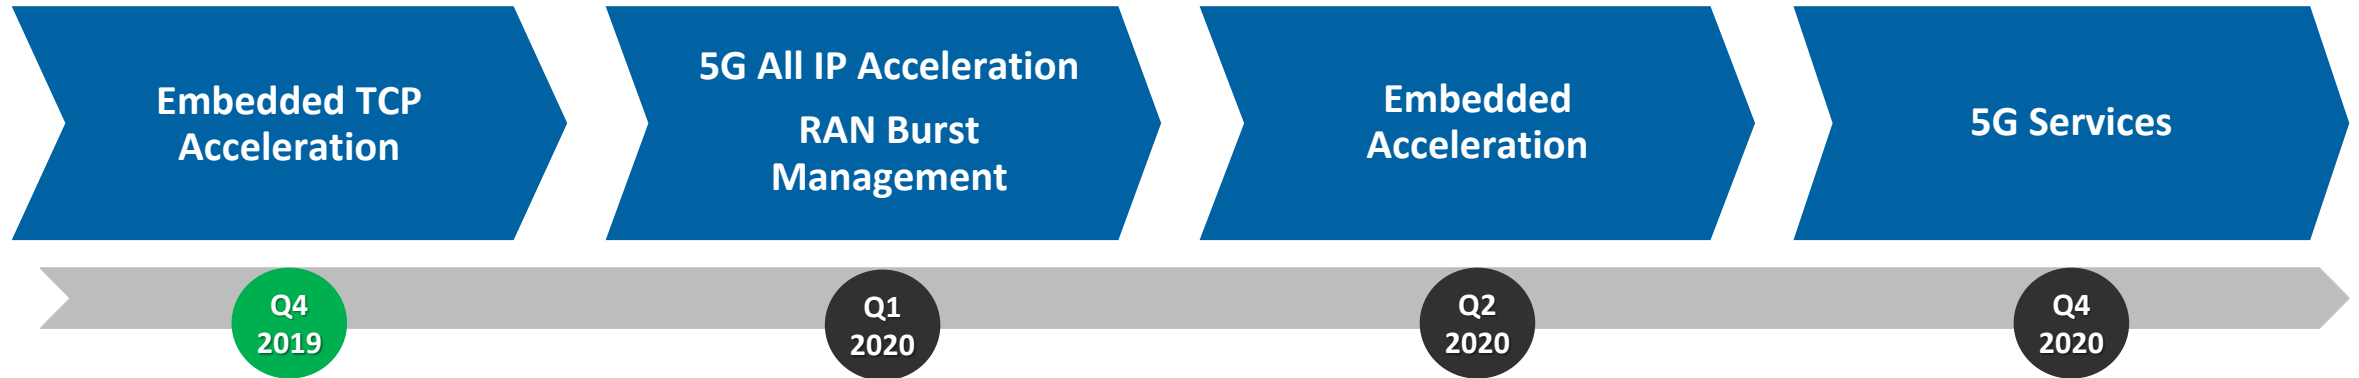 Embedded TCP
Acceleration
5G All IP Acceleration
RAN Burst
Management
Embedded
Acceleration
5G Services
Q4
2019
Q1
2020
Q2
2020
Q4
2020